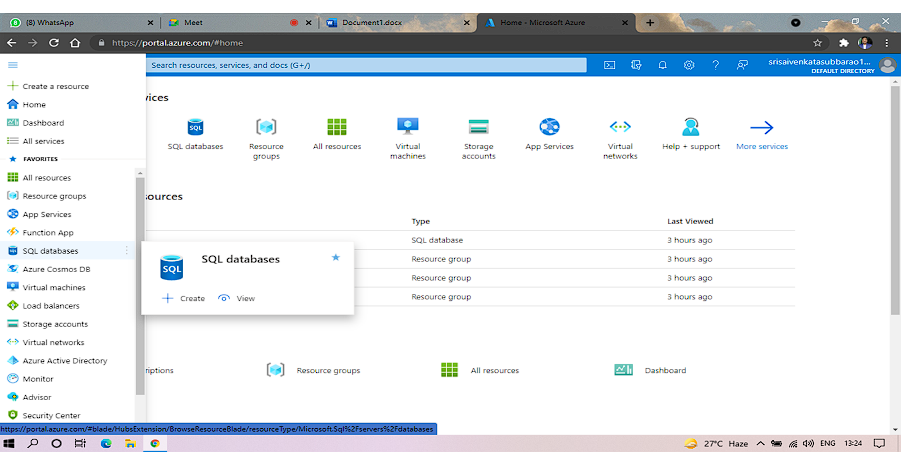 (8) WhatsApp
Meet
Document1.docx
Home - Microsoft Azure
https://portal.azure.com/#home
Search resources, services, and docs (G+/)
srisaivenkatasubbarao1...
DEFAULT DIRECTORY
Create a resource
Home
Dashboard
All services
FAVORITES
All resources
Resource groups
App Services
Function App
SQL databases
Azure Cosmos DB
Virtual machines
Load balancers
Storage accounts
Virtual networks
Azure Active Directory
Monitor
Advisor
Security Center
vices
SQL
SQL databases
Resource groups
All resources
Virtual machines
Storage accounts
App Services
Virtual networks
Help + support
More services
ources
Type
Last Viewed
SQL database
3 hours ago
Resource group
3 hours ago
Resource group
3 hours ago
Resource group
3 hours ago
SQL
SQL databases
Create
View
riptions
Resource groups
All resources
Dashboard
https://portal.azure.com/#blade/HubsExtension/BrowseResourceBlade/resourceType/Microsoft.Sql%2Fservers%2Fdatabases
27°C Haze
ENG
13:24